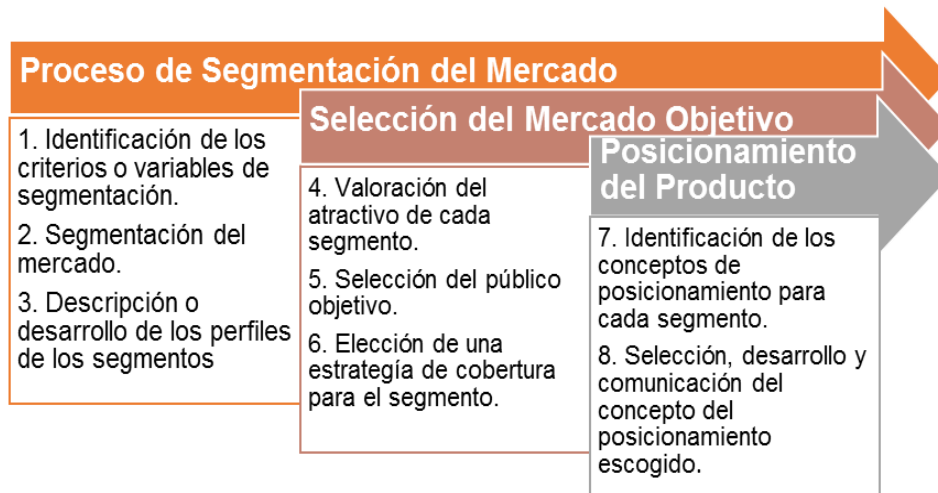 Proceso de Segmentación del Mercado
1. Identificación de los
criterios o variables de
segmentación.
2. Segmentación del
mercado.
3. Descripción o
desarrollo de los perfiles
de los segmentos
Selección del Mercado Objetivo
4. Valoración del
atractivo de cada
segmento.
5. Selección del público
objetivo.
6. Elección de una
estrategía de cobertura
para el segmento.
Posicionamiento
del Producto
7. Identificación de los
conceptos de
posicionamiento para
cada segmento.
8. Selección, desarrollo y
comunicación del
concepto del
posicionamiento
escogido.